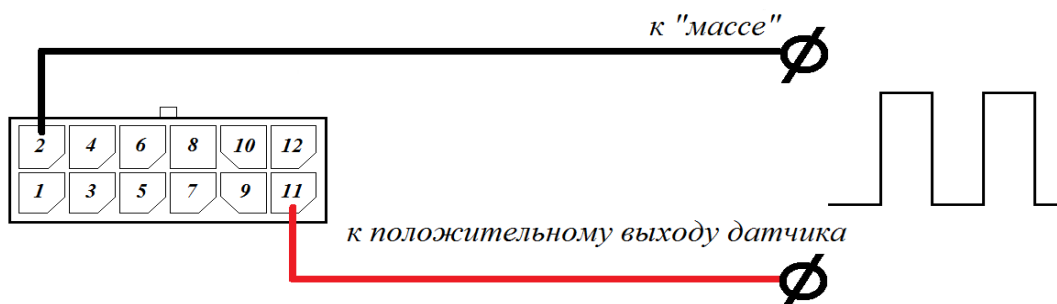 к "массе"
2 4 6 8 10 12
1 3 5 7 9 11
к положительному выходу датчика